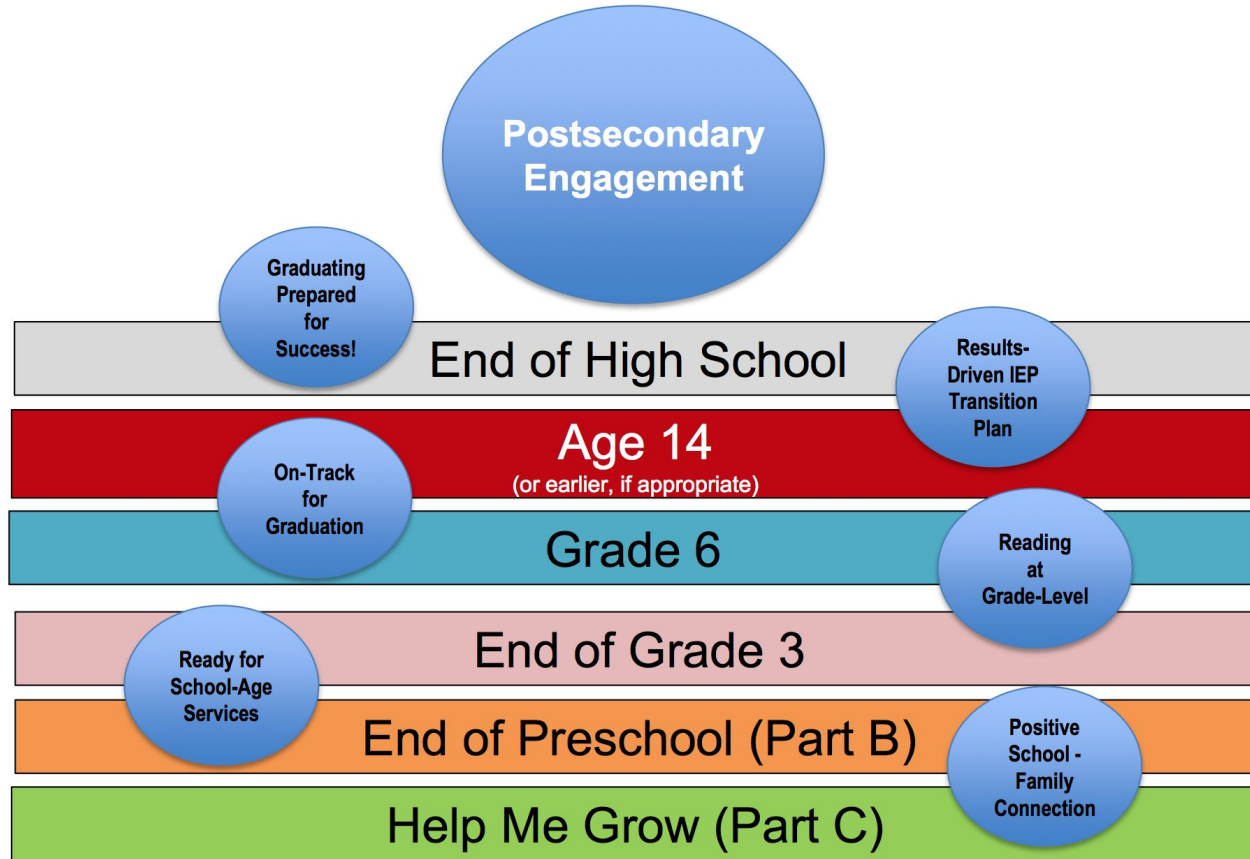 Postsecondary
Engagement
Graduating
Prepared
for
Success!
End of High School
Results-
Driven IEP
Transition
Plan
Age 14
(or earlier, if appropriate)
On-Track
for
Graduation
Grade 6
Reading
at
Grade-Level
End of Grade 3
Ready for
School-Age
Services
End of Preschool (Part B)
Positive
School -
Family
Connection
Help Me Grow (Part C)